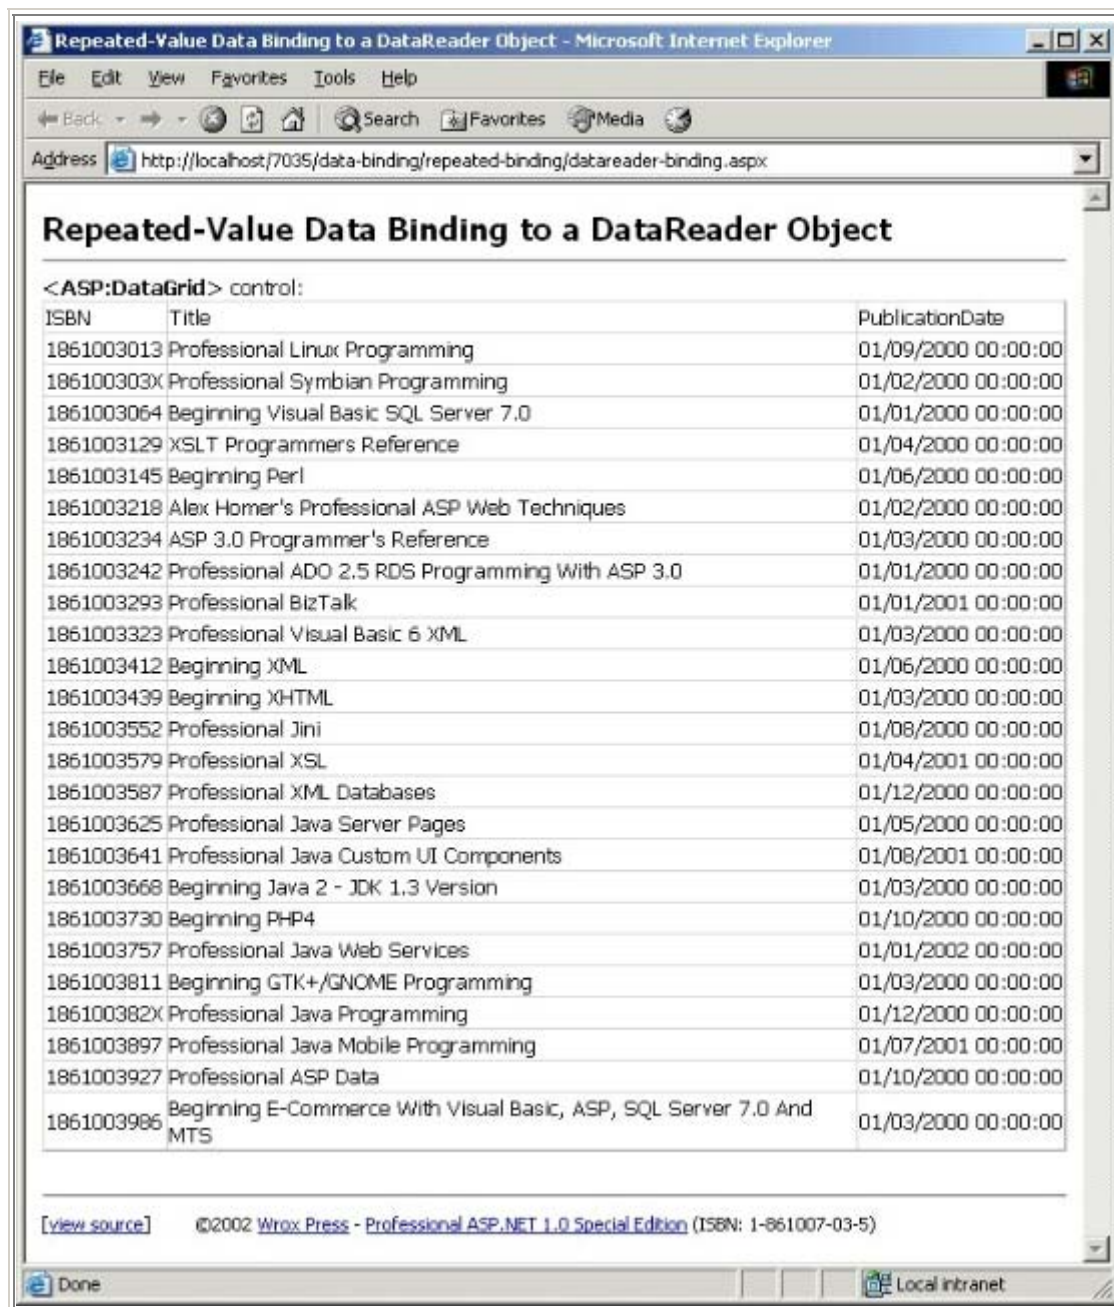 Repeated-Value Data Binding to a DataReader Object - Microsoft Internet Explorer
File Edit View Favorites Tools Help
Back Search Favorites Media
Address http://localhost/7035/data-binding/repeated-binding/datareader-binding.aspx
Repeated-Value Data Binding to a DataReader Object
<ASP:DataGrid> control:
ISBN Title PublicationDate
1861003013 Professional Linux Programming 01/09/2000 00:00:00
186100303X Professional Symbian Programming 01/02/2000 00:00:00
1861003064 Beginning Visual Basic SQL Server 7.0 01/01/2000 00:00:00
1861003129 XSLT Programmers Reference 01/04/2000 00:00:00
1861003145 Beginning Perl 01/06/2000 00:00:00
1861003218 Alex Homer's Professional ASP Web Techniques 01/02/2000 00:00:00
1861003234 ASP 3.0 Programmer's Reference 01/03/2000 00:00:00
1861003242 Professional ADO 2.5 RDS Programming With ASP 3.0 01/01/2000 00:00:00
1861003293 Professional BizTalk 01/01/2001 00:00:00
1861003323 Professional Visual Basic 6 XML 01/03/2000 00:00:00
1861003412 Beginning XML 01/06/2000 00:00:00
1861003439 Beginning XHTML 01/03/2000 00:00:00
1861003552 Professional Jini 01/08/2000 00:00:00
1861003579 Professional XSL 01/04/2001 00:00:00
1861003587 Professional XML Databases 01/12/2000 00:00:00
1861003625 Professional Java Server Pages 01/05/2000 00:00:00
1861003641 Professional Java Custom UI Components 01/08/2001 00:00:00
1861003668 Beginning Java 2 - JDK 1.3 Version 01/03/2000 00:00:00
1861003730 Beginning PHP4 01/10/2000 00:00:00
1861003757 Professional Java Web Services 01/01/2002 00:00:00
1861003811 Beginning GTK+/GNOME Programming 01/03/2000 00:00:00
186100382X Professional Java Programming 01/12/2000 00:00:00
1861003897 Professional Java Mobile Programming 01/07/2001 00:00:00
1861003927 Professional ASP Data 01/10/2000 00:00:00
1861003986 Beginning E-Commerce With Visual Basic, ASP, SQL Server 7.0 And
MTS 01/03/2000 00:00:00
[view source] ©2002 Wrox Press - Professional ASP.NET 1.0 Special Edition (ISBN: 1-861007-03-5)
Done Local intranet